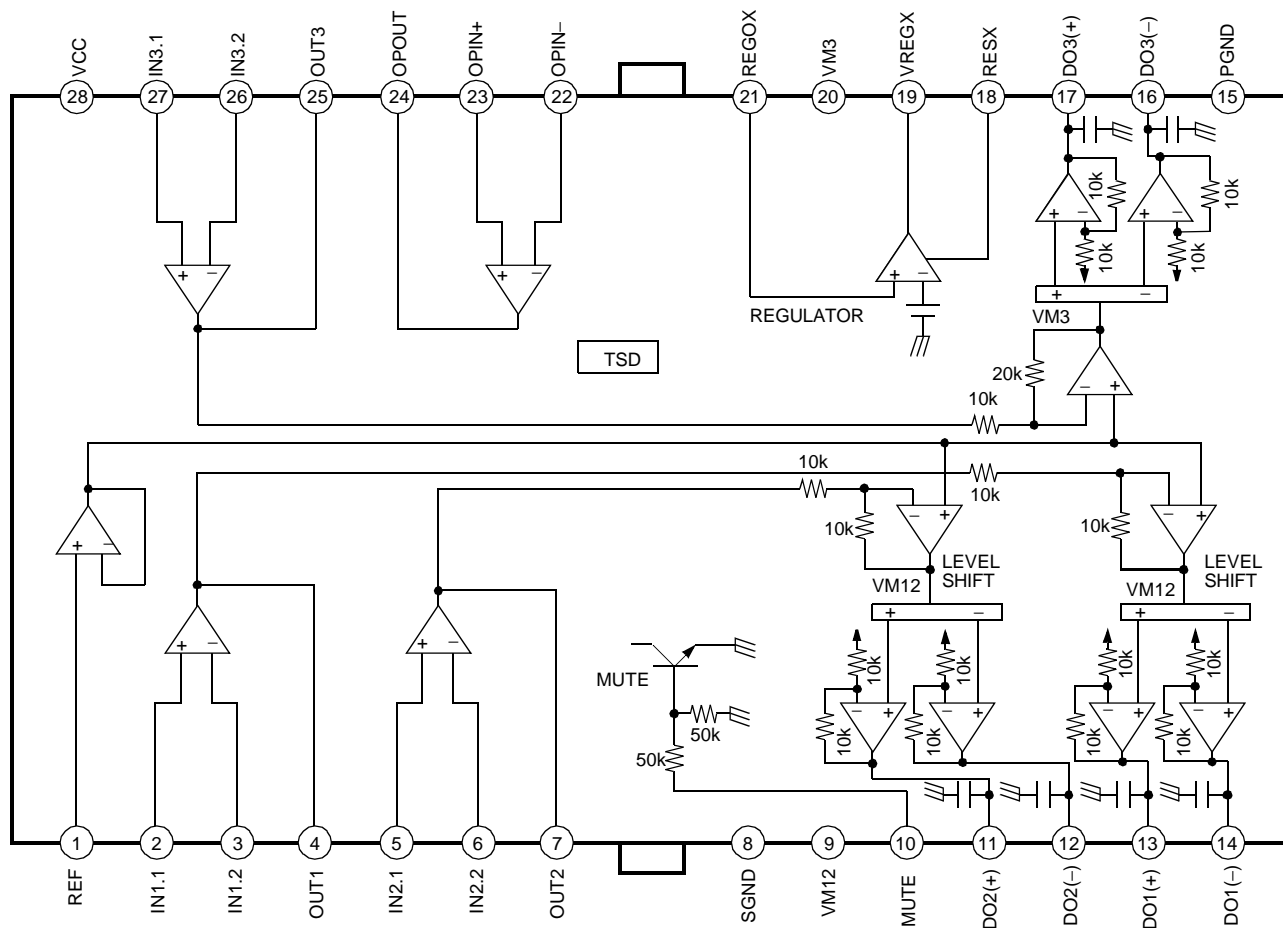 VCC
IN3.1
IN3.2
OUT3
OPOUT
OPIN+
OPIN−
REGOX
VM3
VREGX
RESX
DO3(+)
DO3(−)
PGND
28
27
26
25
24
23
22
21
20
19
18
17
16
15
10k
10k
+ −
+ −
10k
10k
+ −
+ −
+ −
+ −
REGULATOR
VM3
TSD
20k
− +
10k
10k
10k
− +
− +
10k
10k
+ −
LEVEL
SHIFT
LEVEL
SHIFT
VM12
VM12
+ −
+ −
+ −
+ −
MUTE
10k
10k
10k
10k
− +
− +
− +
− +
50k
10k
10k
10k
10k
50k
1
2
3
4
5
6
7
8
9
10
11
12
13
14
REF
IN1.1
IN1.2
OUT1
IN2.1
IN2.2
OUT2
SGND
VM12
MUTE
DO2(+)
DO2(−)
DO1(+)
DO1(−)